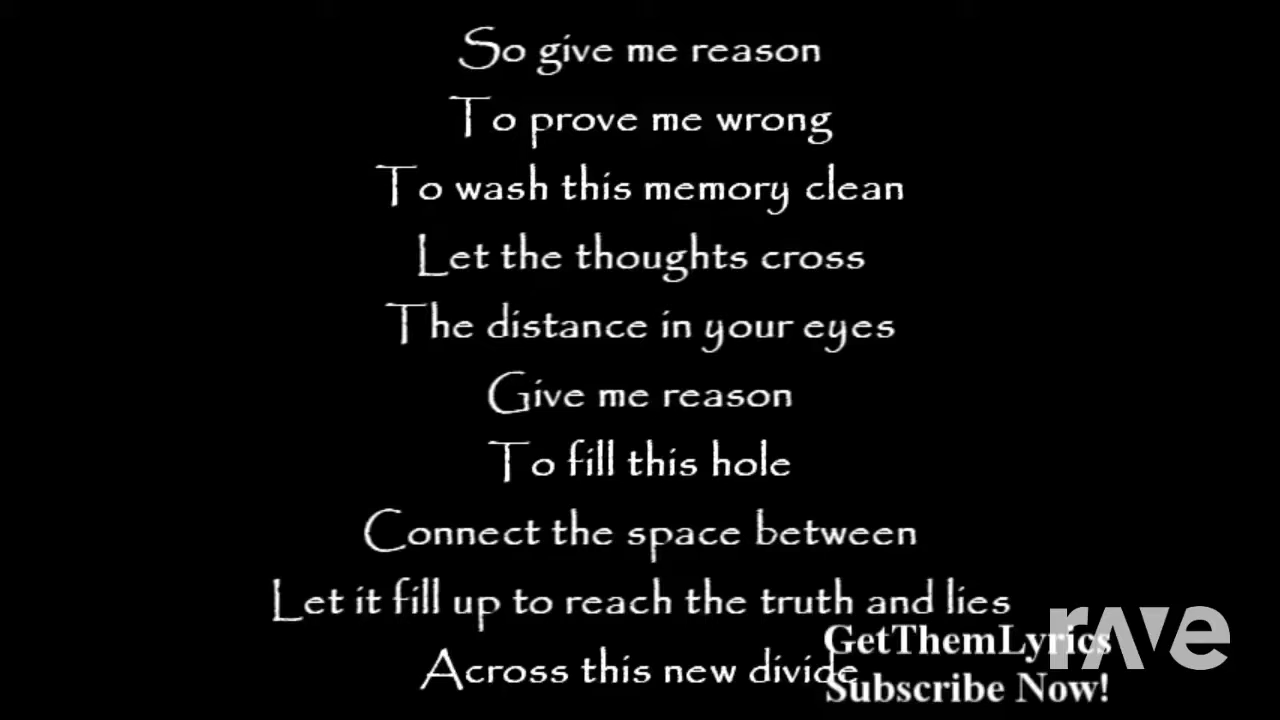 So give me reason
To prove me wrong
To wash this memory clean
Let the thoughts cross
The distance in your eyes
Give me reason
To fill this hole
Connect the space between
Let it fill up to reach the truth and lies
Across this new divide
GetThemLyrics
Subscribe Now!
rave